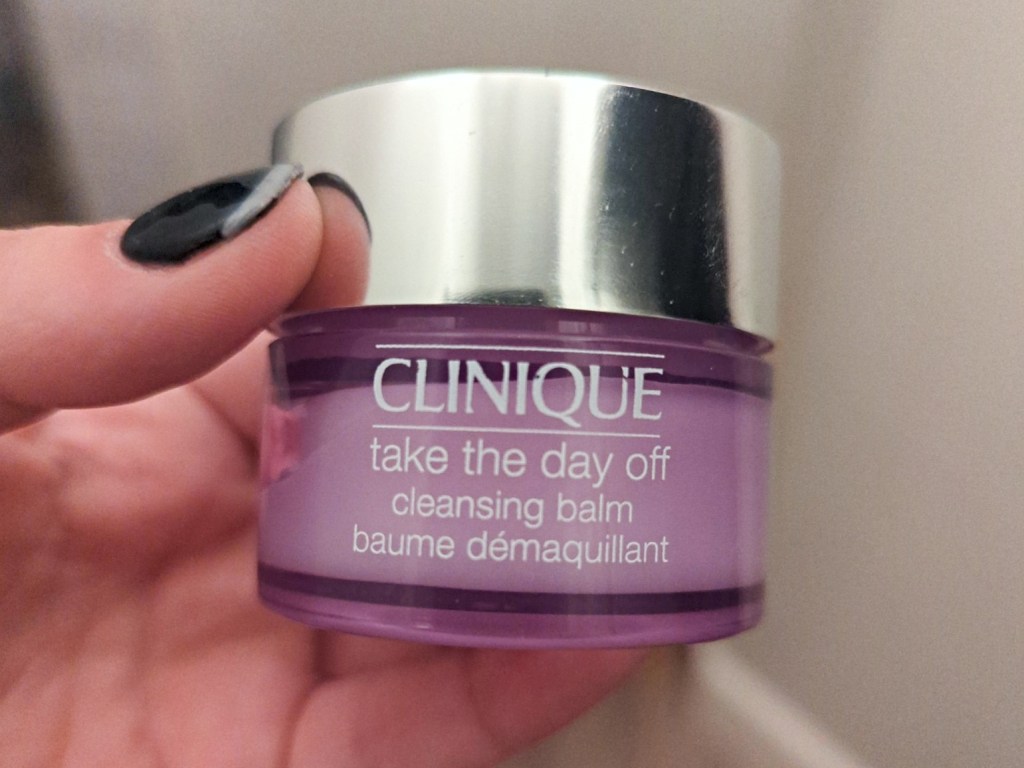 CLINIQUE
take the day off
cleansing balm
baume démaquillant